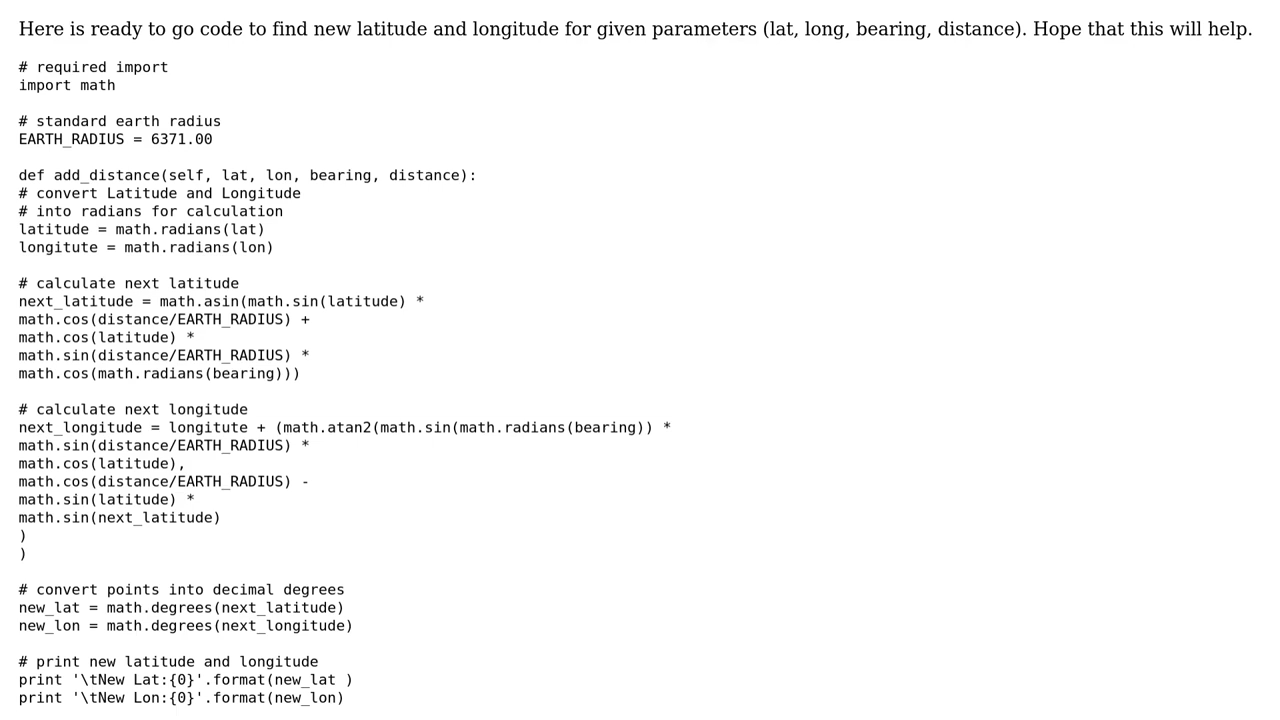 Here is ready to go code to find new latitude and longitude for given parameters (lat, long, bearing, distance). Hope that this will help.
# required import
import math
# standard earth radius
EARTH_RADIUS = 6371.00
def add_distance(self, lat, lon, bearing, distance):
# convert Latitude and Longitude
# into radians for calculation
latitude = math.radians(lat)
longitute = math.radians(lon)
# calculate next latitude
next_latitude = math.asin(math.sin(latitude) *
math.cos(distance/EARTH_RADIUS) +
math.cos(latitude) *
math.sin(distance/EARTH_RADIUS) *
math.cos(math.radians(bearing)))
# calculate next longitude
next_longitude = longitute + (math.atan2(math.sin(math.radians(bearing)) *
math.sin(distance/EARTH_RADIUS) *
math.cos(latitude),
math.cos(distance/EARTH_RADIUS) -
math.sin(latitude) *
math.sin(next_latitude)
)
)
# convert points into decimal degrees
new_lat = math.degrees(next_latitude)
new_lon = math.degrees(next_longitude)
# print new latitude and longitude
print '\tNew Lat:{0}'.format(new_lat )
print '\tNew Lon:{0}'.format(new_lon)